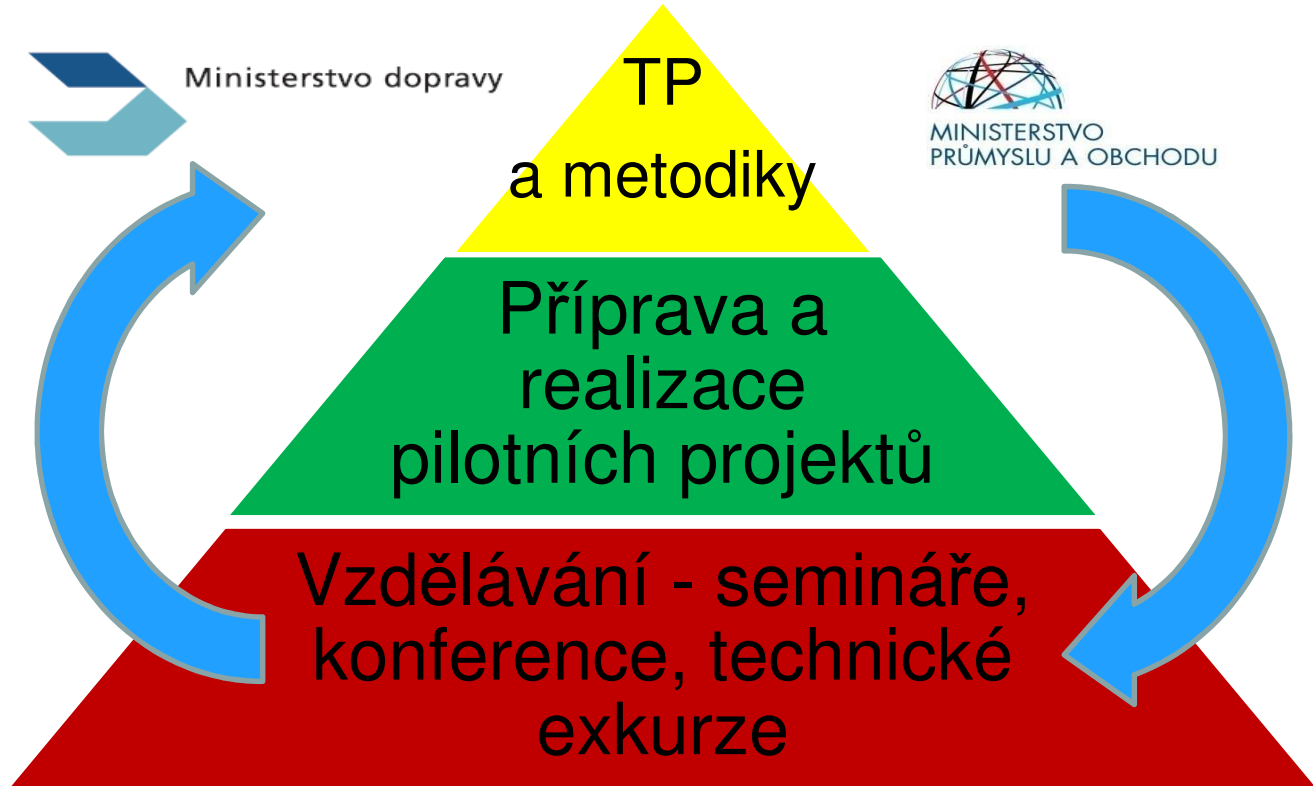 Ministerstvo dopravy
MINISTERSTVO
PRŮMYSLU A OBCHODU
TP
a metodiky
Příprava a
realizace
pilotních projektů
Vzdělávání - semináře,
konference, technické
exkurze